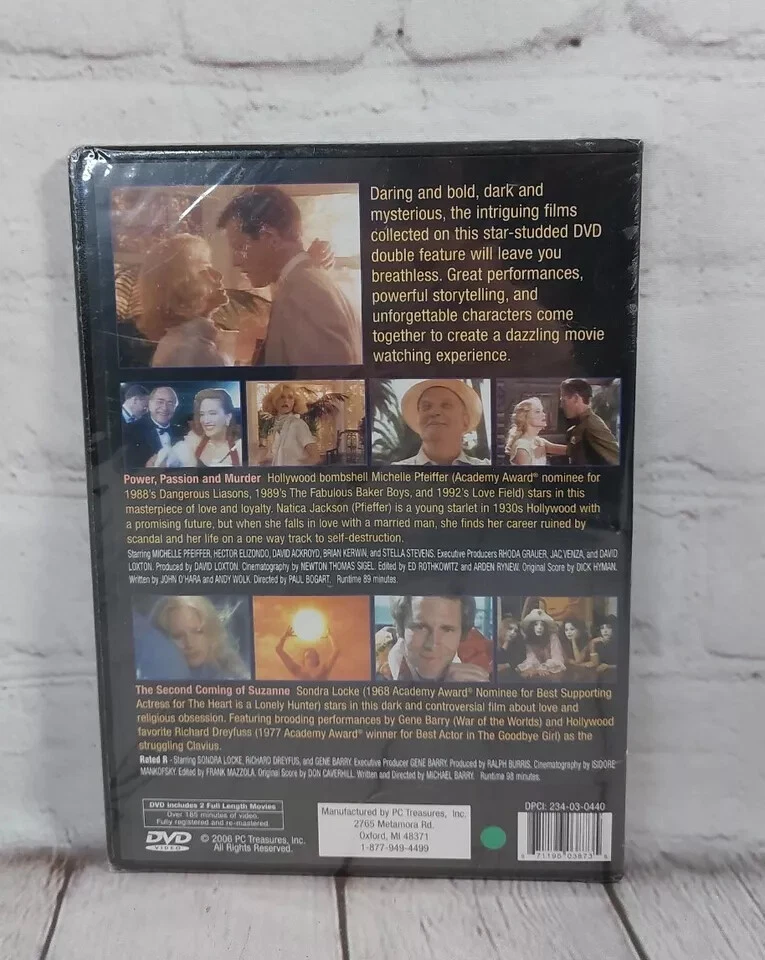 Daring and bold, dark and
mysterious, the intriguing films
collected on this star-studded DVD
double feature will leave you
breathless. Great performances,
powerful storytelling, and
unforgettable characters come
together to create a dazzling movie
watching experience.
Power, Passion and Murder Hollywood bombshell Michelle Pfeiffer (Academy Award® nominee for
1988's Dangerous Liasons, 1989's The Fabulous Baker Boys, and 1992's Love Field) stars in this
masterpiece of love and loyalty. Natica Jackson (Pfieffer) is a young starlet in 1930s Hollywood with
a promising future, but when she falls in love with a married man, she finds her career ruined by
scandal and her life on a one way track to self-destruction.
Starring MICHELLE PFEIFFER, HECTOR ELIZONDO, DAVID ACKROYD, BRIAN KERWIN, and STELLA STEVENS. Executive Producers RHODA GRAUER, JAC VENZA, and DAVID
LOXTON. Produced by DAVID LOXTON. Cinematography by NEWTON THOMAS SIGEL. Edited by ED ROTHKOWITZ and ARDEN RYNEW. Original Score by DICK HYMAN.
Written by JOHN O'HARA and ANDY WOLK. Directed by PAUL BOGART. Runtime 89 minutes.
The Second Coming of Suzanne Sondra Locke (1968 Academy Award® Nominee for Best Supporting
Actress for The Heart is a Lonely Hunter) stars in this dark and controversial film about love and
religious obsession. Featuring brooding performances by Gene Barry (War of the Worlds) and Hollywood
favorite Richard Dreyfuss (1977 Academy Award® winner for Best Actor in The Goodbye Girl) as the
struggling Clavius.
Rated R - Starring SONDRA LOCKE, RICHARD DREYFUS, and GENE BARRY. Executive Producer GENE BARRY. Produced by RALPH BURRIS. Cinematography by ISIDORE
MANKOFSKY. Edited by FRANK MAZZOLA. Original Score by DON CAVERHILL. Written and Directed by MICHAEL BARRY. Runtime 98 minutes.
DVD Includes 2 Full Length Movies
Over 185 minutes of video.
Fully registered and re-mastered.
DVD
VIDEO
© 2006 PC Treasures, Inc.
All Rights Reserved.
Manufactured by PC Treasures, Inc.
2765 Metamora Rd.
Oxford, MI 48371
1-877-949-4499
DPCI: 234-03-0440
71195 03873